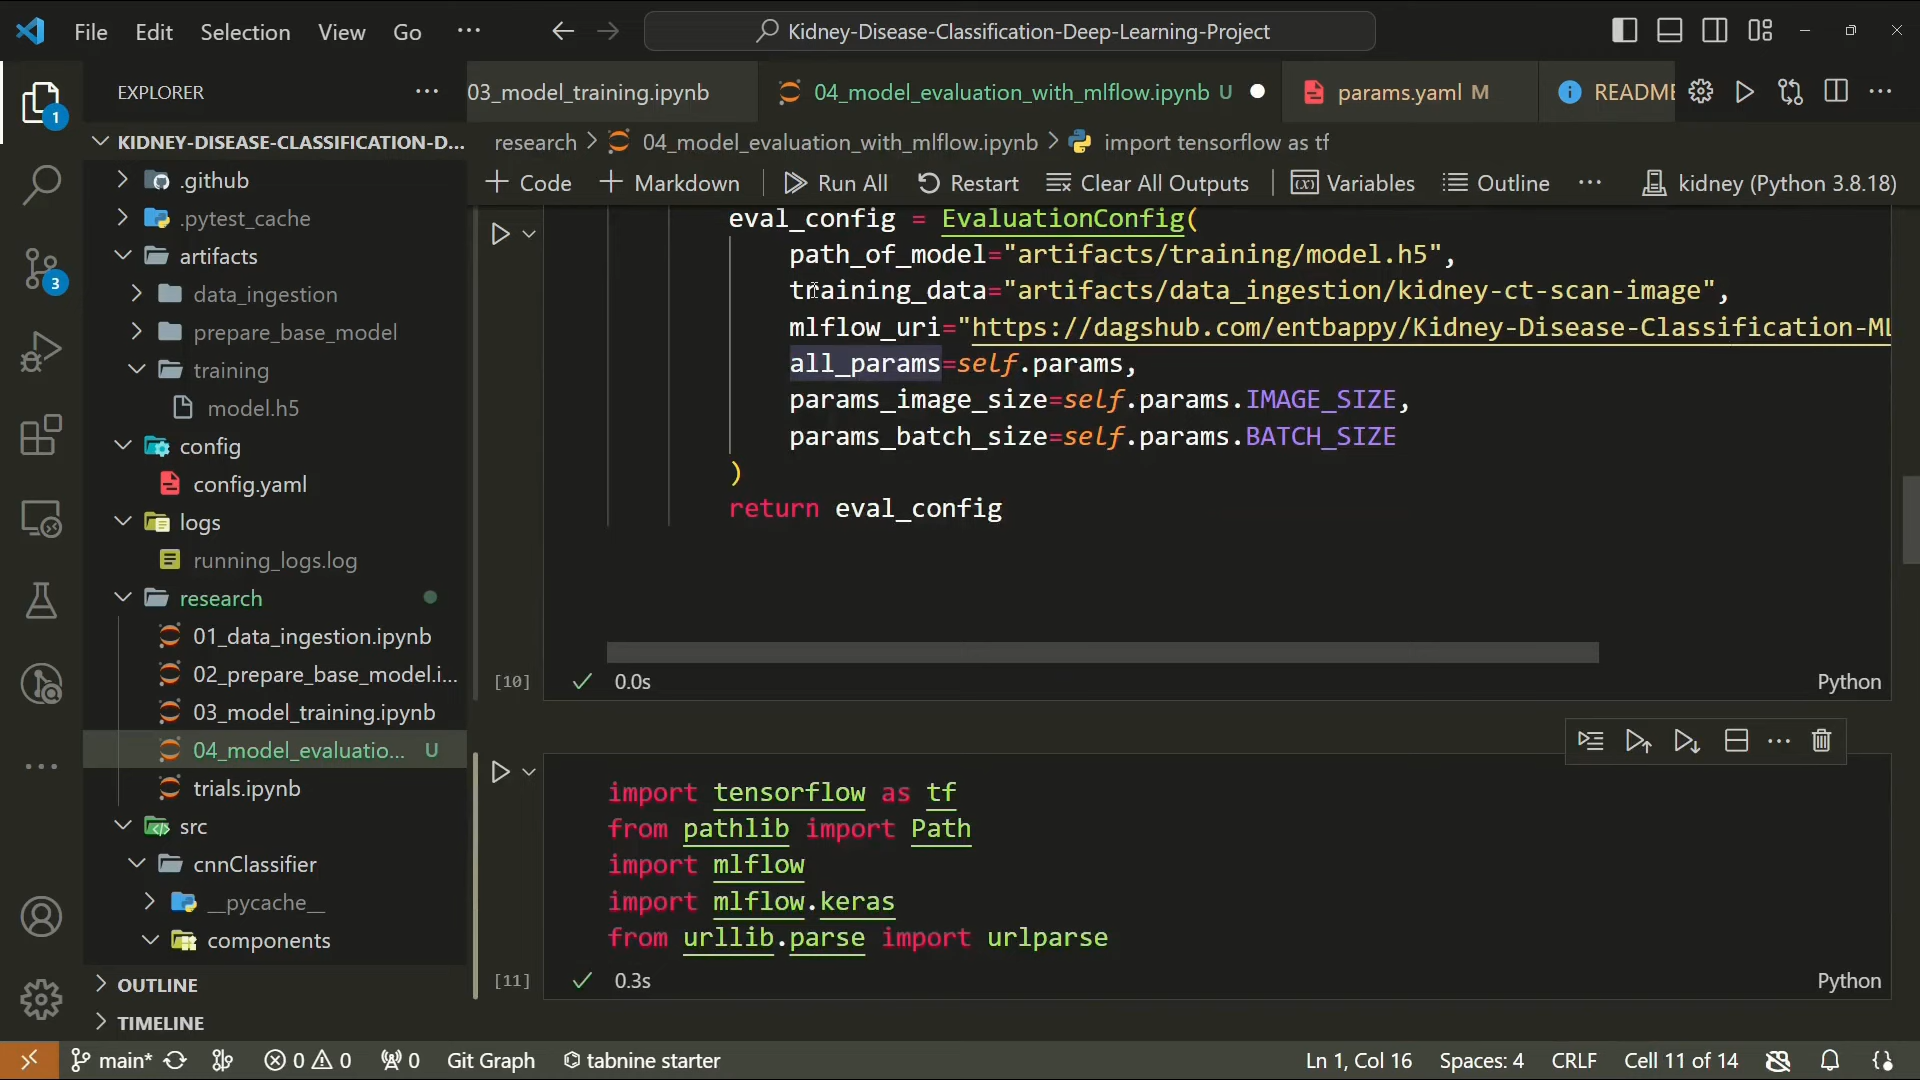 File Edit Selection View Go ···
Kidney-Disease-Classification-Deep-Learning-Project
EXPLORER ···
03_model_training.ipynb
04_model_evaluation_with_mlflow.ipynb U
params.yaml M
README
KIDNEY-DISEASE-CLASSIFICATION-D...
research > 04_model_evaluation_with_mlflow.ipynb > import tensorflow as tf
+ Code + Markdown Run All Restart Clear All Outputs Variables Outline ··· kidney (Python 3.8.18)
.github
.pytest_cache
artifacts
data_ingestion
prepare_base_model
training
model.h5
config
config.yaml
logs
running_logs.log
research
01_data_ingestion.ipynb
02_prepare_base_model.i...
03_model_training.ipynb
04_model_evaluatio... U
trials.ipynb
src
cnnClassifier
__pycache__
components
OUTLINE
TIMELINE
1
3
eval_config = EvaluationConfig(
path_of_model="artifacts/training/model.h5",
training_data="artifacts/data_ingestion/kidney-ct-scan-image",
mlflow_uri="https://dagshub.com/entbappy/Kidney-Disease-Classification-ML
all_params=self.params,
params_image_size=self.params.IMAGE_SIZE,
params_batch_size=self.params.BATCH_SIZE
)
return eval_config
[10] ✓ 0.0s Python
import tensorflow as tf
from pathlib import Path
import mlflow
import mlflow.keras
from urllib.parse import urlparse
[11] ✓ 0.3s Python
main* 0 0 0 Git Graph tabnine starter Ln 1, Col 16 Spaces: 4 CRLF Cell 11 of 14